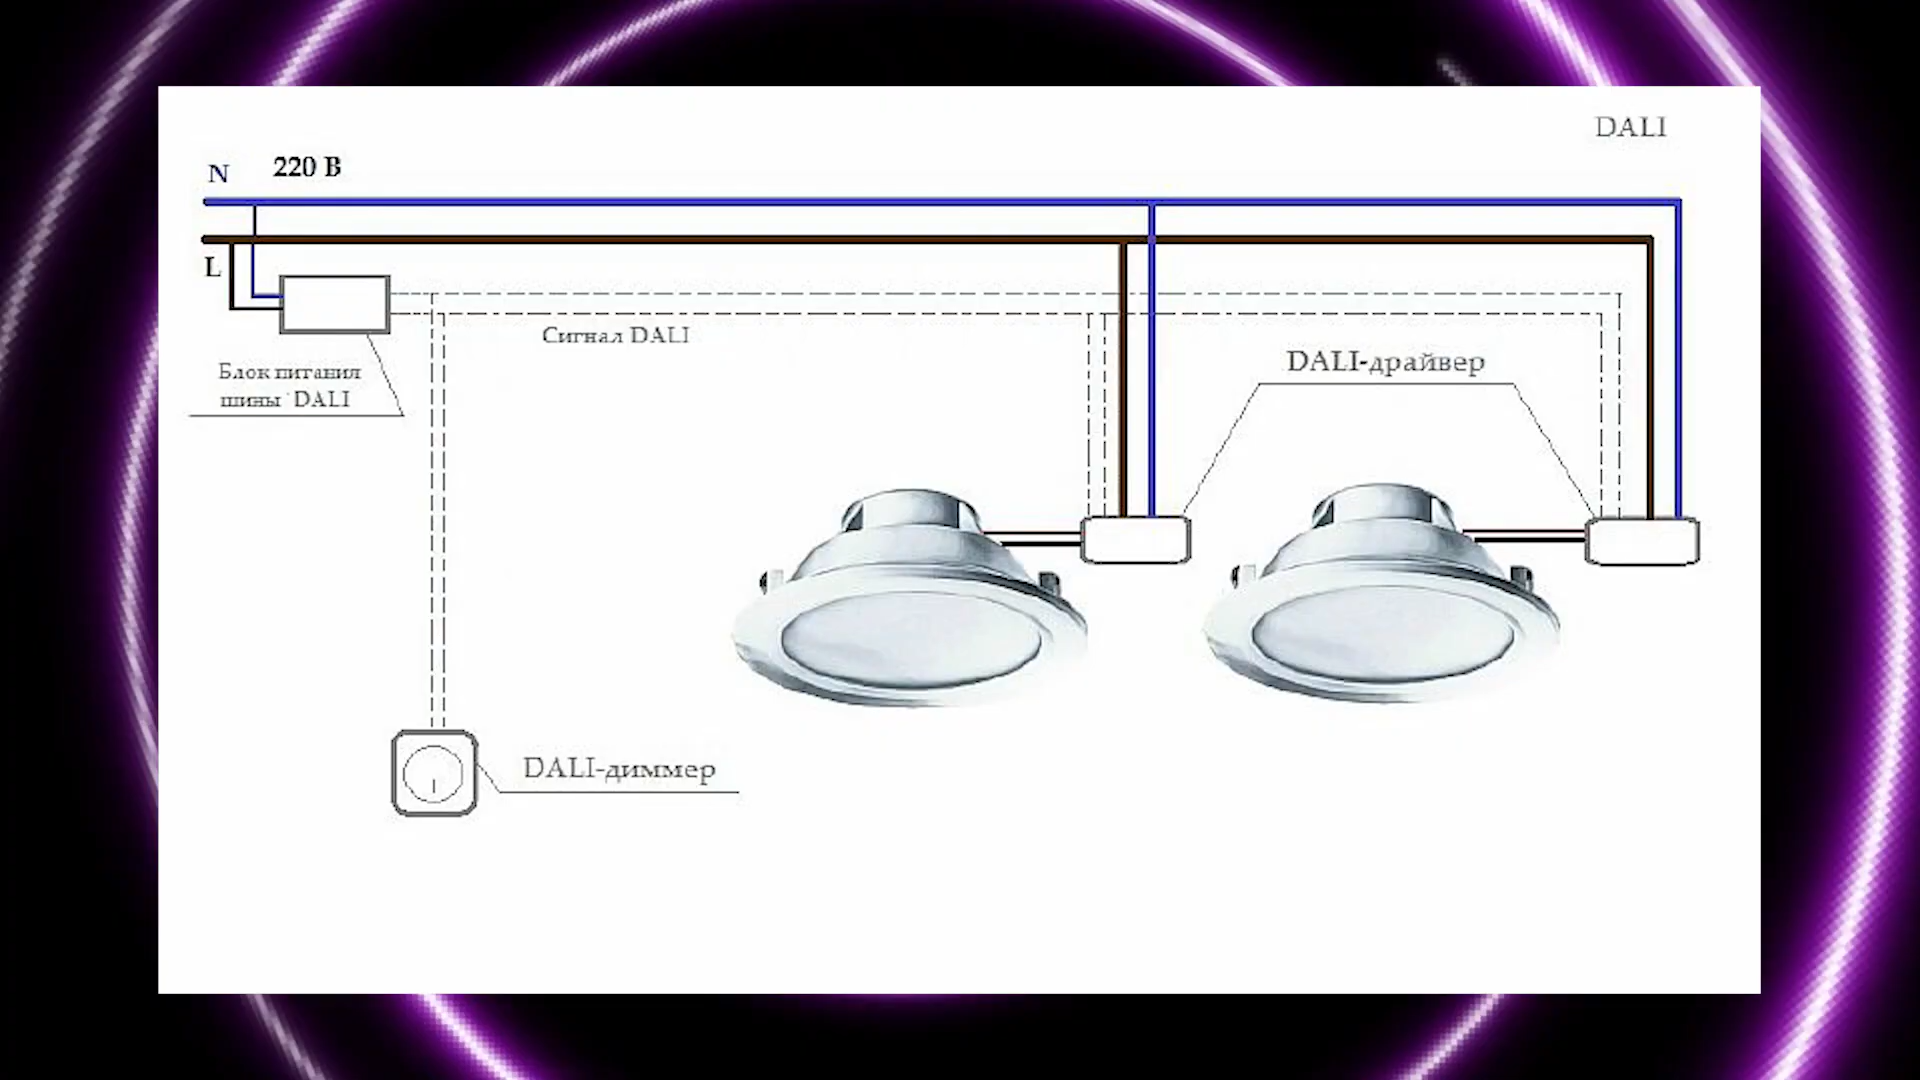 DALI
N 220 В
L
Сигнал DALI
DALI-драйвер
Блок питания
шины DALI
DALI-диммер